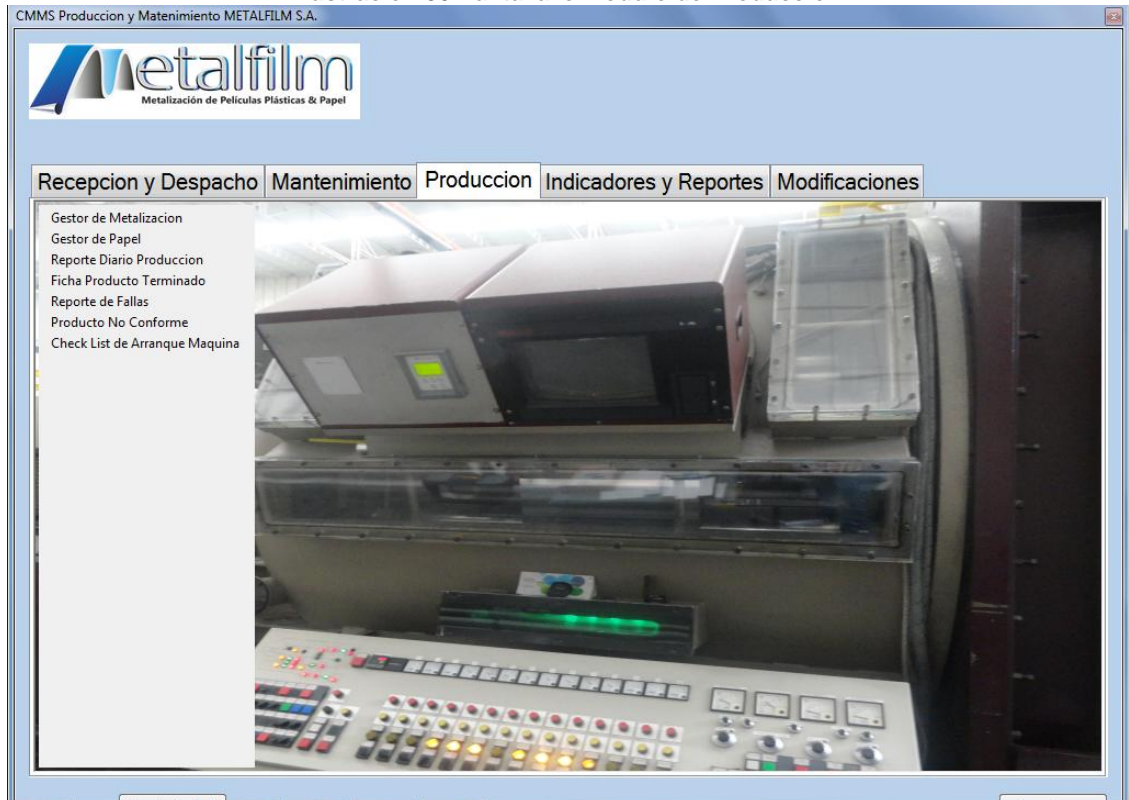 CMMS Produccion y Matenimiento METALFILM S.A.
Metalfilm
Metalización de Películas Plásticas & Papel
Recepcion y Despacho Mantenimiento Produccion Indicadores y Reportes Modificaciones
Gestor de Metalizacion
Gestor de Papel
Reporte Diario Produccion
Ficha Producto Terminado
Reporte de Fallas
Producto No Conforme
Check List de Arranque Maquina